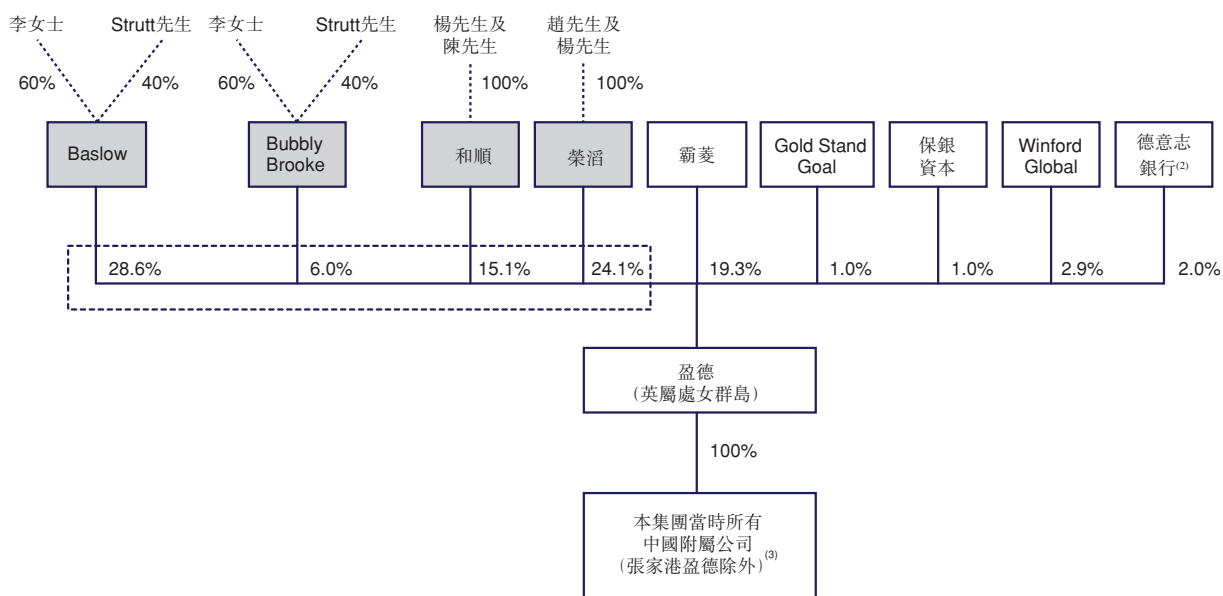 李女士
Strutt先生
李女士
Strutt先生
楊先生及
陳先生
趙先生及
楊先生
60%
40%
60%
40%
100%
100%
Baslow
Bubbly
Brooke
和順
榮滔
霸菱
Gold Stand
Goal
保銀
資本
Winford
Global
德意志
銀行(2)
28.6%
6.0%
15.1%
24.1%
19.3%
1.0%
1.0%
2.9%
2.0%
盈德
(英屬處女群島)
100%
本集團當時所有
中國附屬公司
(張家港盈德除外)(3)